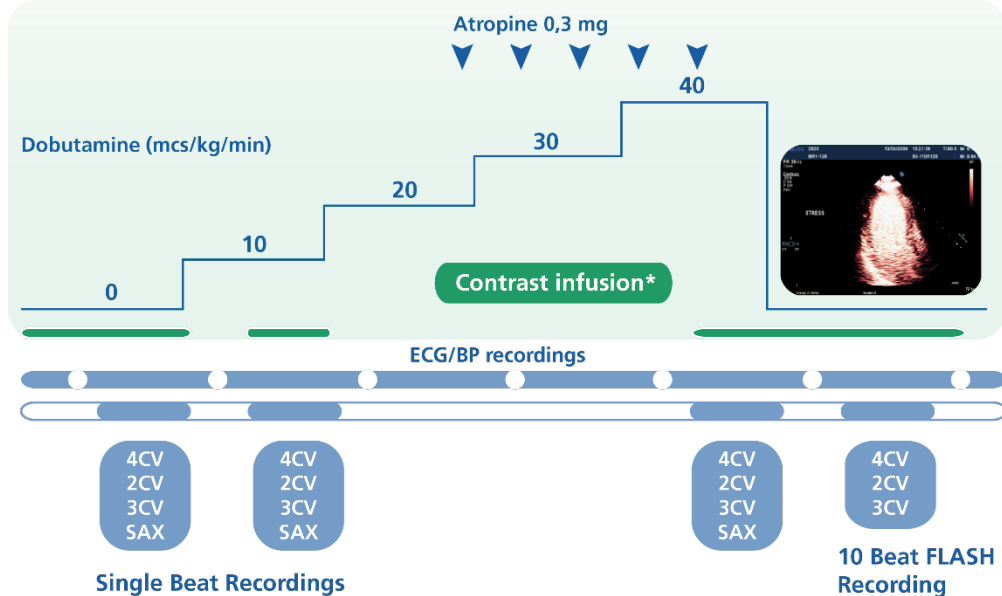 Atropine 0,3 mg
40
Dobutamine (mcs/kg/min)
30
20
10
0
STRESS
Contrast infusion*
ECG/BP recordings
4CV
2CV
3CV
SAX
4CV
2CV
3CV
SAX
4CV
2CV
3CV
SAX
4CV
2CV
3CV
Single Beat Recordings
10 Beat FLASH
Recording